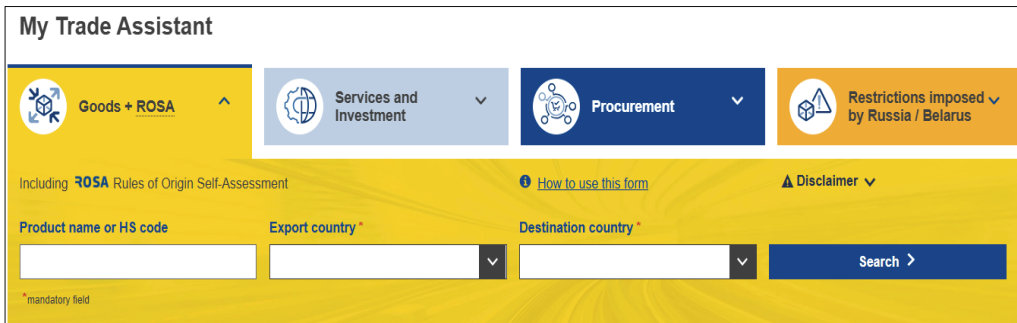 My Trade Assistant
Goods + ROSA
Services and
Investment
Procurement
Restrictions imposed
by Russia / Belarus
Including ROSA Rules of Origin Self-Assessment
How to use this form
Disclaimer
Product name or HS code
Export country *
Destination country *
Search
*mandatory field